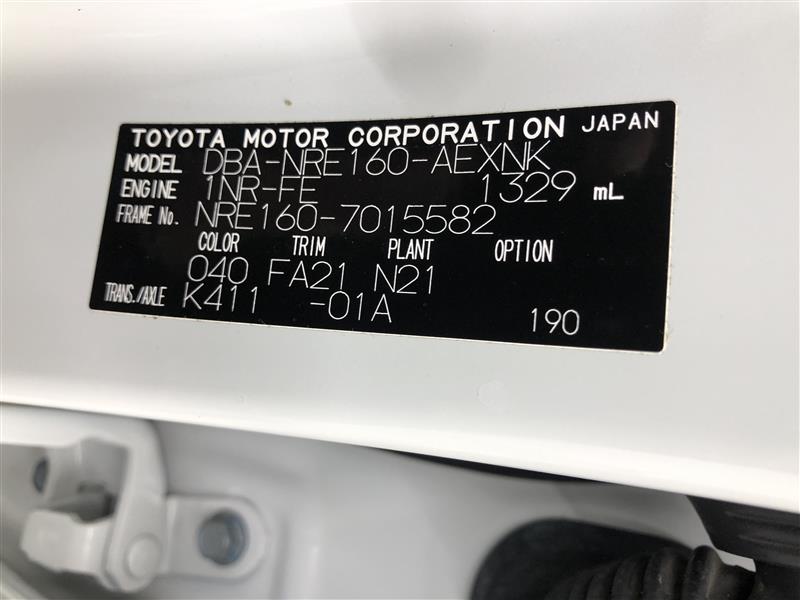 TOYOTA MOTOR CORPORATION JAPAN
MODEL DBA-NRE160-AEXNK
ENGINE 1NR-FE 1329 mL
FRAME No. NRE160-7015582
COLOR TRIM PLANT OPTION
040 FA21 N21
TRANS./AXLE K411 -01A
190